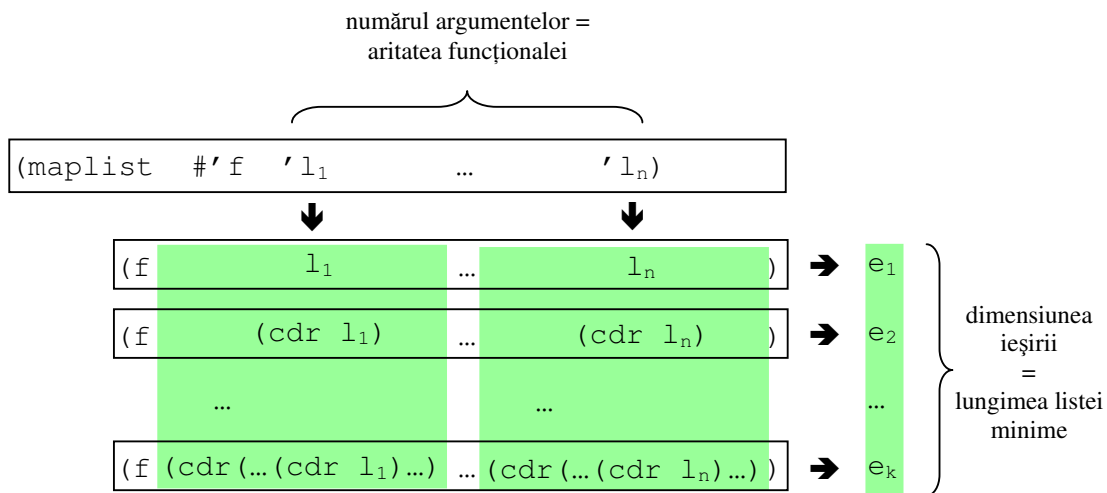 numărul argumentelor =
aritatea funcționalei
(maplist #′f ′l₁ … ′lₙ)
(f l₁ … lₙ ) e₁
(f (cdr l₁) … (cdr lₙ) ) e₂
… … …
(f (cdr(…(cdr l₁)…) … (cdr(…(cdr lₙ)…)) eₖ
dimensiunea
ieşirii
=
lungimea listei
minime